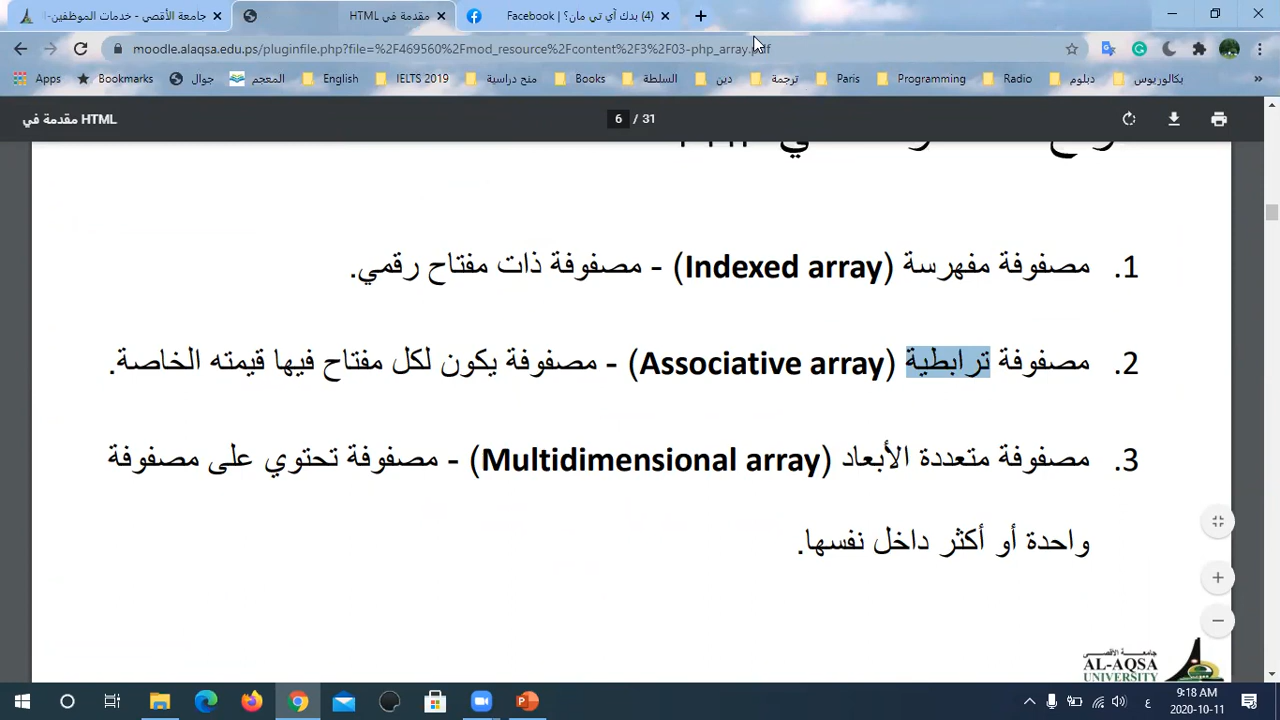 جامعة الأقصى - خدمات الموظفين
مقدمة في HTML
(4) بدك آي تي مان؟ | Facebook
moodle.alaqsa.edu.ps/pluginfile.php?file=%2F469560%2Fmod_resource%2Fcontent%2F3%2F03-php_array.pdf
Apps
Bookmarks
جوال
المعجم
English
IELTS 2019
منح دراسية
Books
السلطة
دين
ترجمة
Paris
Programming
Radio
دبلوم
بكالوريوس
مقدمة في HTML
6 / 31
1. مصفوفة مفهرسة (Indexed array) - مصفوفة ذات مفتاح رقمي.
2. مصفوفة ترابطية (Associative array) - مصفوفة يكون لكل مفتاح فيها قيمته الخاصة.
3. مصفوفة متعددة الأبعاد (Multidimensional array) - مصفوفة تحتوي على مصفوفة
واحدة أو أكثر داخل نفسها.
جامعة الأقصى
AL-AQSA
UNIVERSITY
ع
9:18 AM
2020-10-11